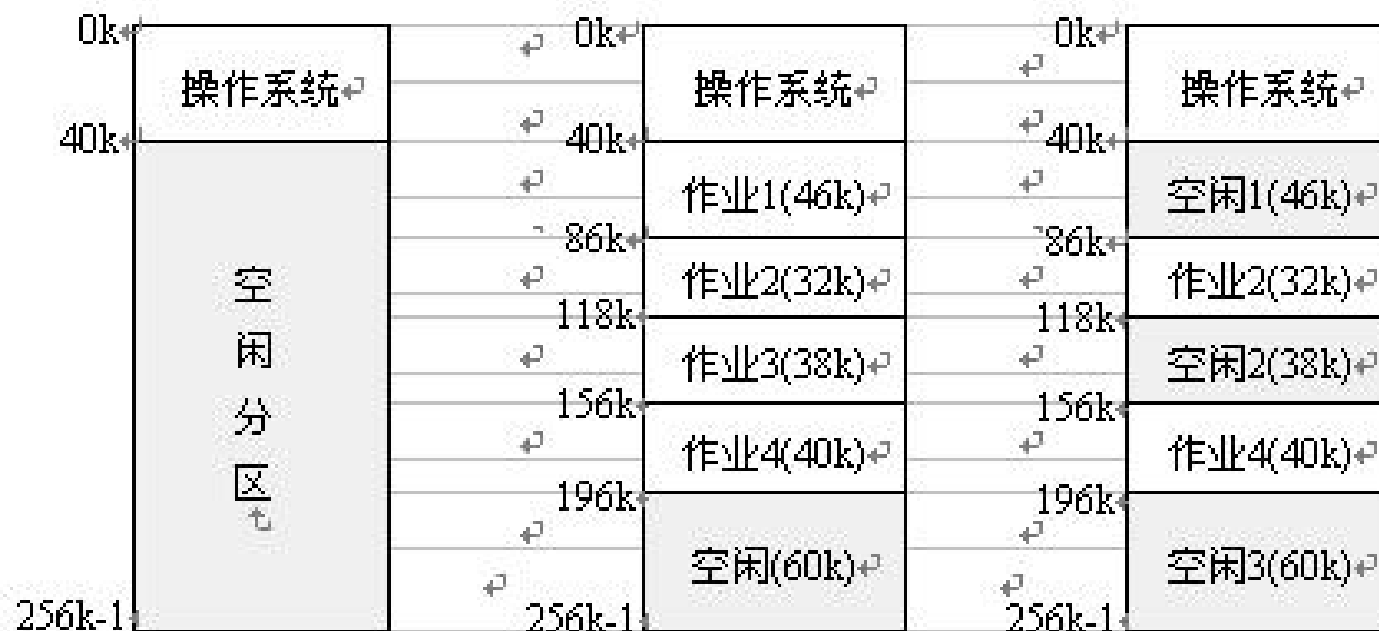 0k
操作系统
40k
空
闲
分
区
256k-1
0k
操作系统
40k
作业1(46k)
86k
作业2(32k)
118k
作业3(38k)
156k
作业4(40k)
196k
空闲(60k)
256k-1
0k
操作系统
40k
空闲1(46k)
86k
作业2(32k)
118k
空闲2(38k)
156k
作业4(40k)
196k
空闲3(60k)
256k-1